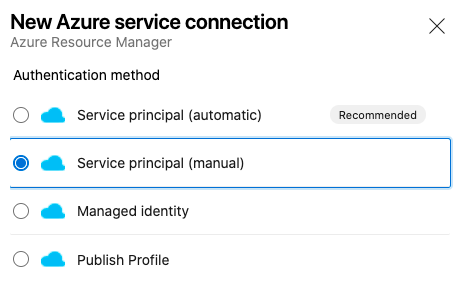 New Azure service connection
Azure Resource Manager
Authentication method
Service principal (automatic) Recommended
Service principal (manual)
Managed identity
Publish Profile